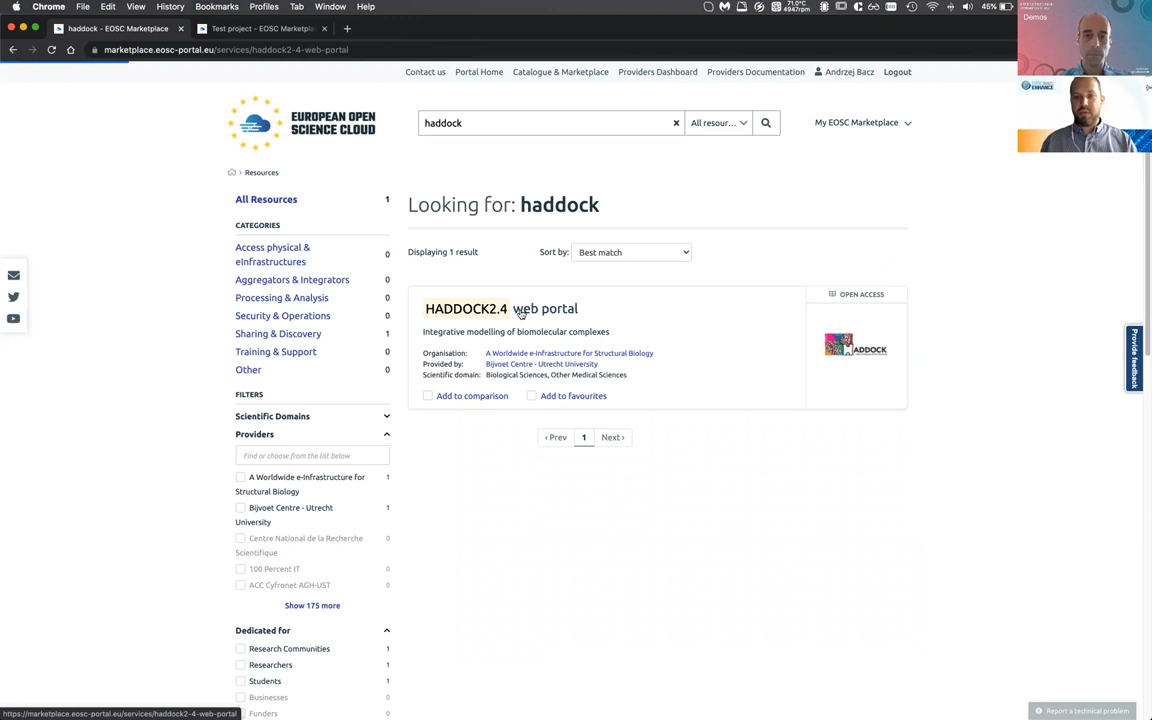 Chrome File Edit View History Bookmarks Profiles Tab Window Help
71.0°C
4947rpm
45%
haddock - EOSC Marketplace
Test project - EOSC Marketpla
marketplace.eosc-portal.eu/services/haddock2-4-web-portal
Demos
ENHANCE
Contact us Portal Home Catalogue & Marketplace Providers Dashboard Providers Documentation Andrzej Bacz Logout
EUROPEAN OPEN
SCIENCE CLOUD
haddock
All resour...
My EOSC Marketplace
Resources
All Resources 1
CATEGORIES
Access physical &
eInfrastructures 0
Aggregators & Integrators 0
Processing & Analysis 0
Security & Operations 0
Sharing & Discovery 1
Training & Support 0
Other 0
FILTERS
Scientific Domains
Providers
Find or choose from the list below
A Worldwide e-Infrastructure for 1
Structural Biology
Bijvoet Centre - Utrecht 1
University
Centre National de la Recherche 0
Scientifique
100 Percent IT 0
ACC Cyfronet AGH-UST 0
Show 175 more
Dedicated for
Research Communities 1
Researchers 1
Students 1
Businesses 0
Funders 0
Looking for: haddock
Displaying 1 result
Sort by: Best match
HADDOCK2.4 web portal
Integrative modelling of biomolecular complexes
Organisation: A Worldwide e-Infrastructure for Structural Biology
Provided by: Bijvoet Centre - Utrecht University
Scientific domain: Biological Sciences, Other Medical Sciences
Add to comparison Add to favourites
OPEN ACCESS
HADDOCK
‹ Prev 1 Next ›
Provide feedback
Report a technical problem
https://marketplace.eosc-portal.eu/services/haddock2-4-web-portal